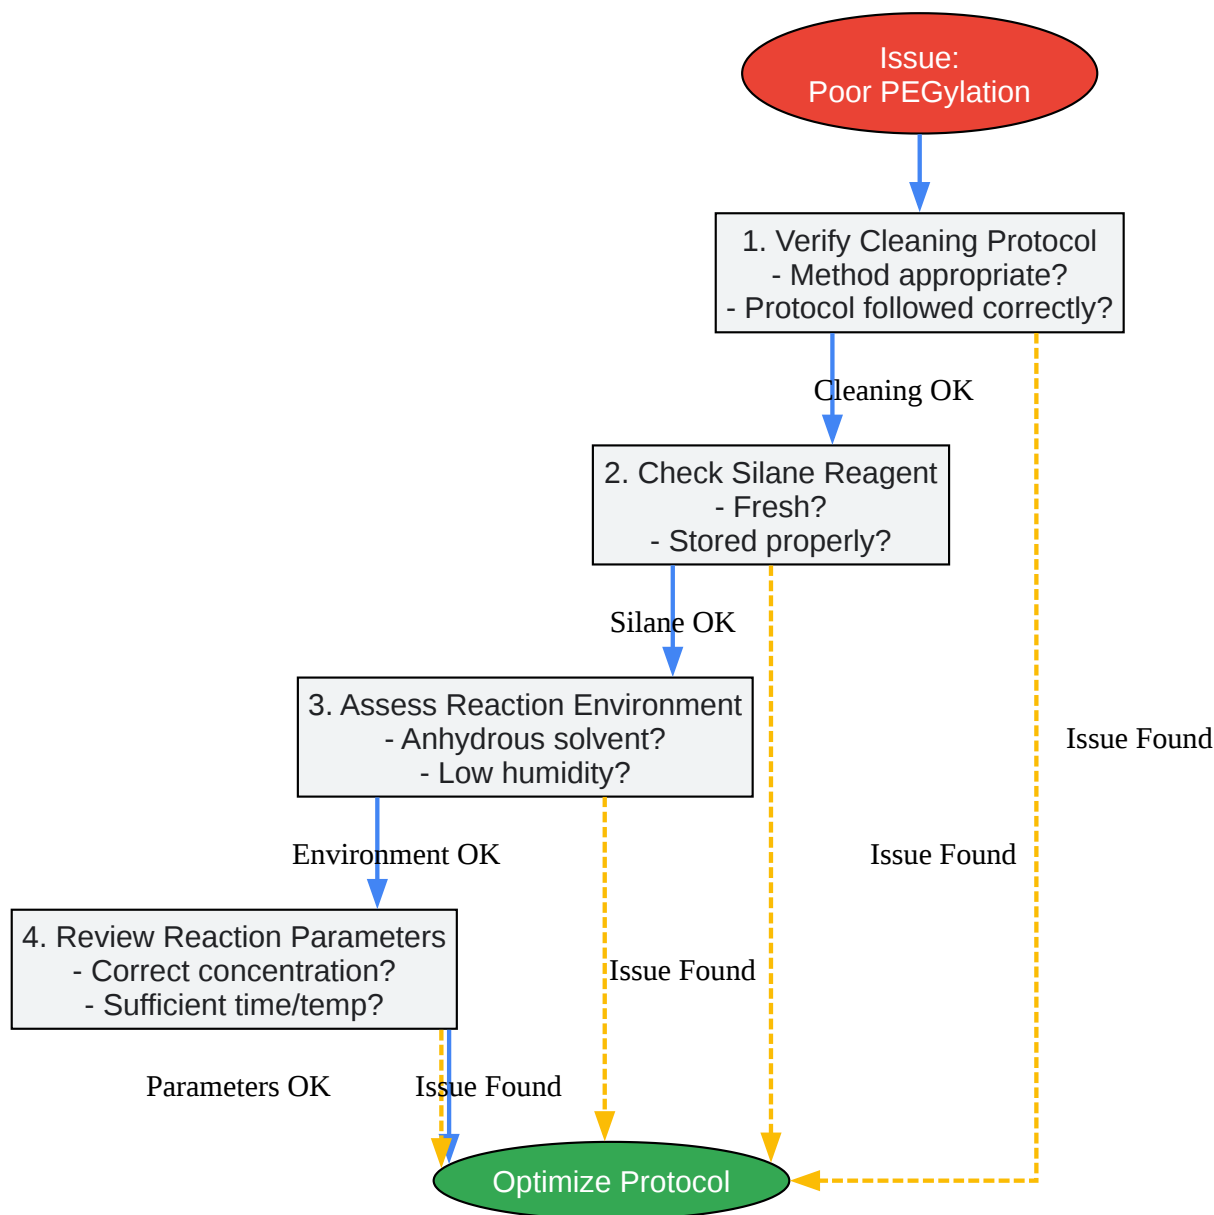 Issue:
Poor PEGylation
1. Verify Cleaning Protocol
- Method appropriate?
- Protocol followed correctly?
Cleaning OK
2. Check Silane Reagent
- Fresh?
- Stored properly?
Silane OK
3. Assess Reaction Environment
- Anhydrous solvent?
- Low humidity?
Issue Found
Environment OK
Issue Found
4. Review Reaction Parameters
- Correct concentration?
- Sufficient time/temp?
Issue Found
Parameters OK
Issue Found
Optimize Protocol